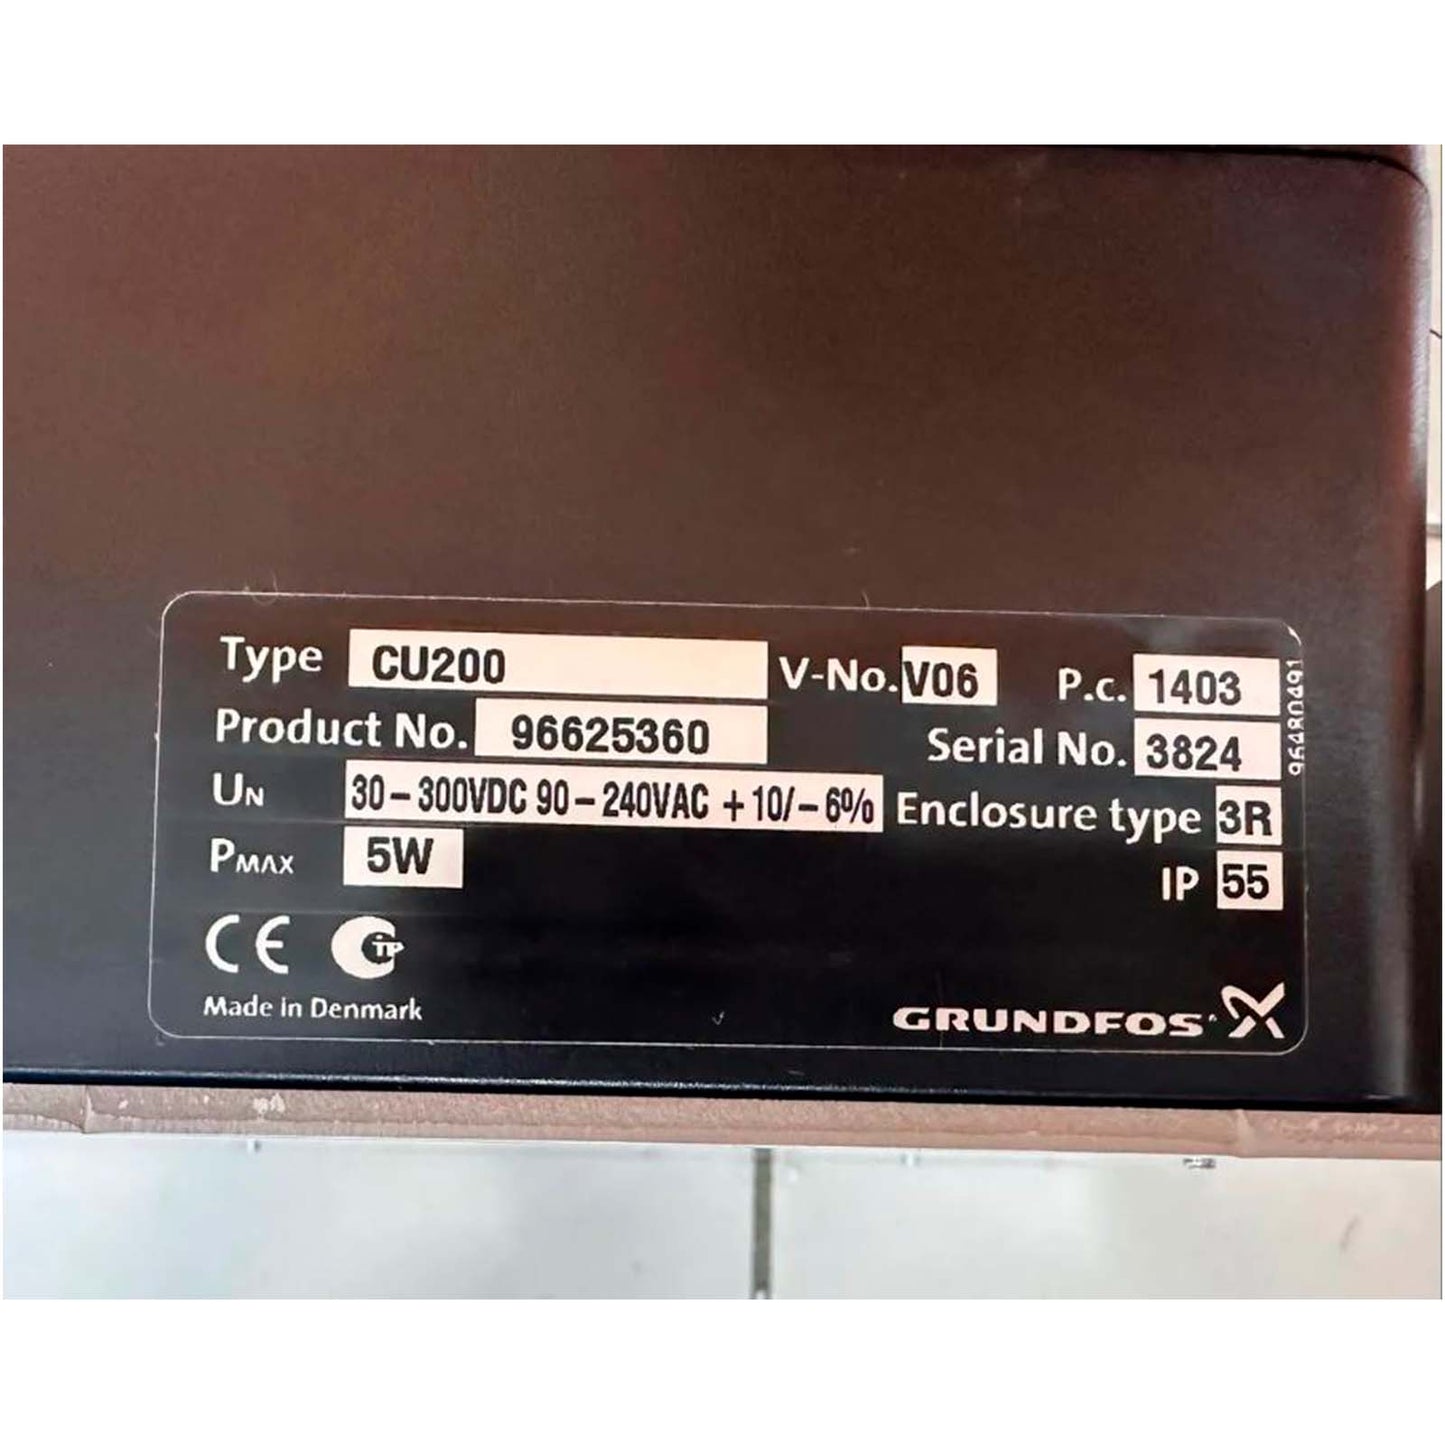 Type CU200 V-No. V06 P.c. 1403
Product No. 96625360 Serial No. 3824
UN 30-300VDC 90-240VAC +10/-6% Enclosure type 3R
PMAX 5W IP 55
CE
Made in Denmark
GRUNDFOS
96480491